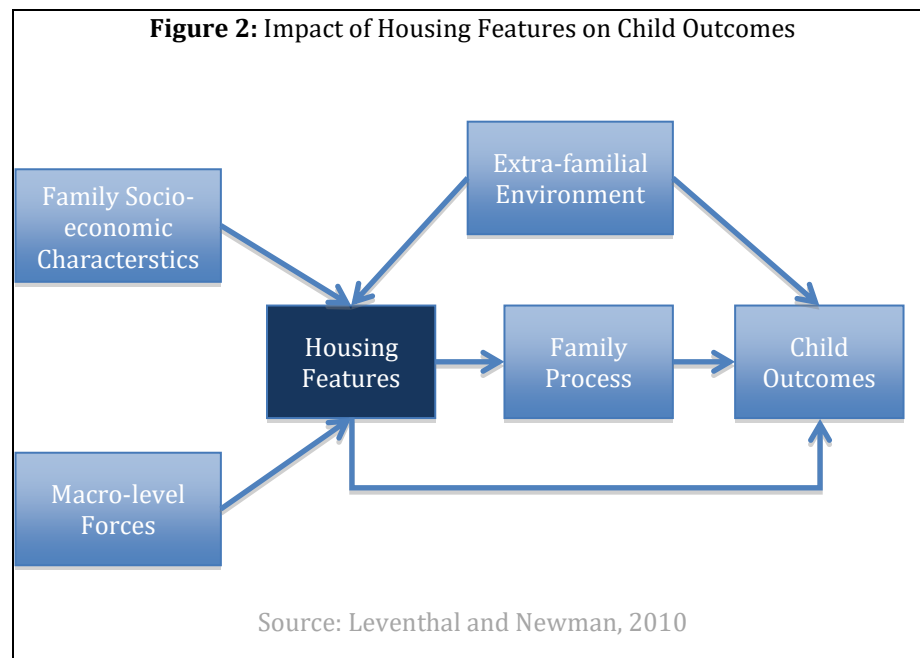 Figure 2: Impact of Housing Features on Child Outcomes
Extra-familial
Environment
Family Socio-
economic
Characterstics
Housing
Features
Family
Process
Child
Outcomes
Macro-level
Forces
Source: Leventhal and Newman, 2010